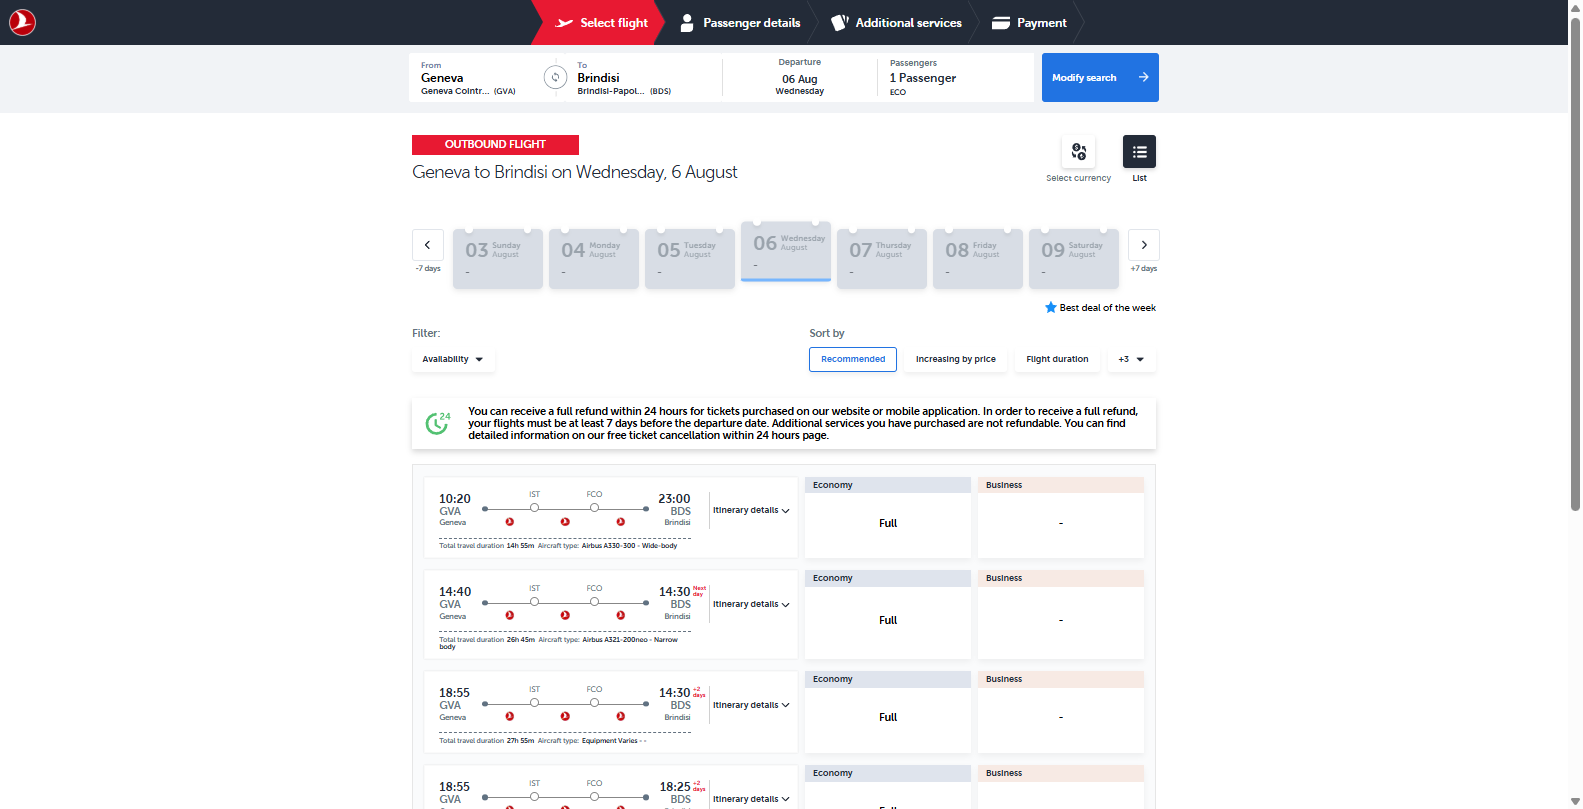 Select flight
Passenger details
Additional services
Payment
From
Geneva
Geneva Cointr... (GVA)
To
Brindisi
Brindisi-Papol... (BDS)
Departure
06 Aug
Wednesday
Passengers
1 Passenger
ECO
Modify search
OUTBOUND FLIGHT
Geneva to Brindisi on Wednesday, 6 August
Select currency
List
-7 days
03 Sunday August
-
04 Monday August
-
05 Tuesday August
-
06 Wednesday August
-
07 Thursday August
-
08 Friday August
-
09 Saturday August
-
+7 days
Best deal of the week
Filter:
Availability
Sort by
Recommended
Increasing by price
Flight duration
+3
24
You can receive a full refund within 24 hours for tickets purchased on our website or mobile application. In order to receive a full refund,
your flights must be at least 7 days before the departure date. Additional services you have purchased are not refundable. You can find
detailed information on our free ticket cancellation within 24 hours page.
10:20
GVA
Geneva
IST
FCO
23:00
BDS
Brindisi
Itinerary details
Total travel duration 14h 55m Aircraft type: Airbus A330-300 - Wide-body
Economy
Full
Business
-
14:40
GVA
Geneva
IST
FCO
14:30 Next day
BDS
Brindisi
Itinerary details
Total travel duration 26h 45m Aircraft type: Airbus A321-200neo - Narrow
body
Economy
Full
Business
-
18:55
GVA
Geneva
IST
FCO
14:30 +2 days
BDS
Brindisi
Itinerary details
Total travel duration 27h 55m Aircraft type: Equipment Varies - -
Economy
Full
Business
-
18:55
GVA
IST
FCO
18:25 +2 days
BDS
Itinerary details
Economy
Business